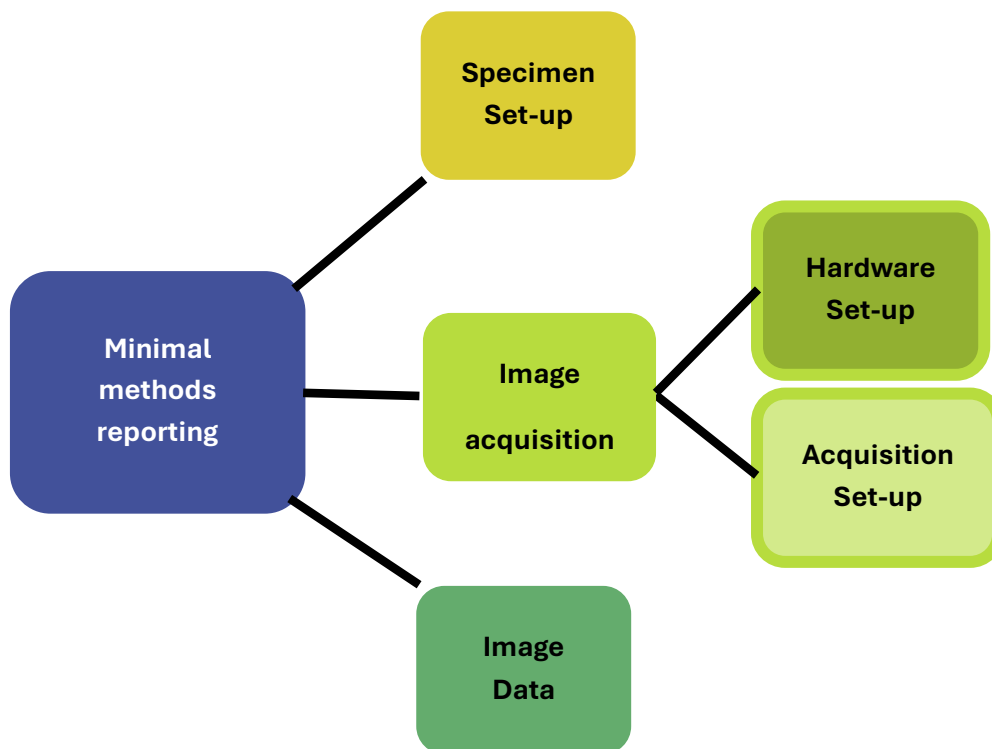 Specimen
Set-up
Hardware
Set-up
Minimal
methods
reporting
Image
acquisition
Acquisition
Set-up
Image
Data